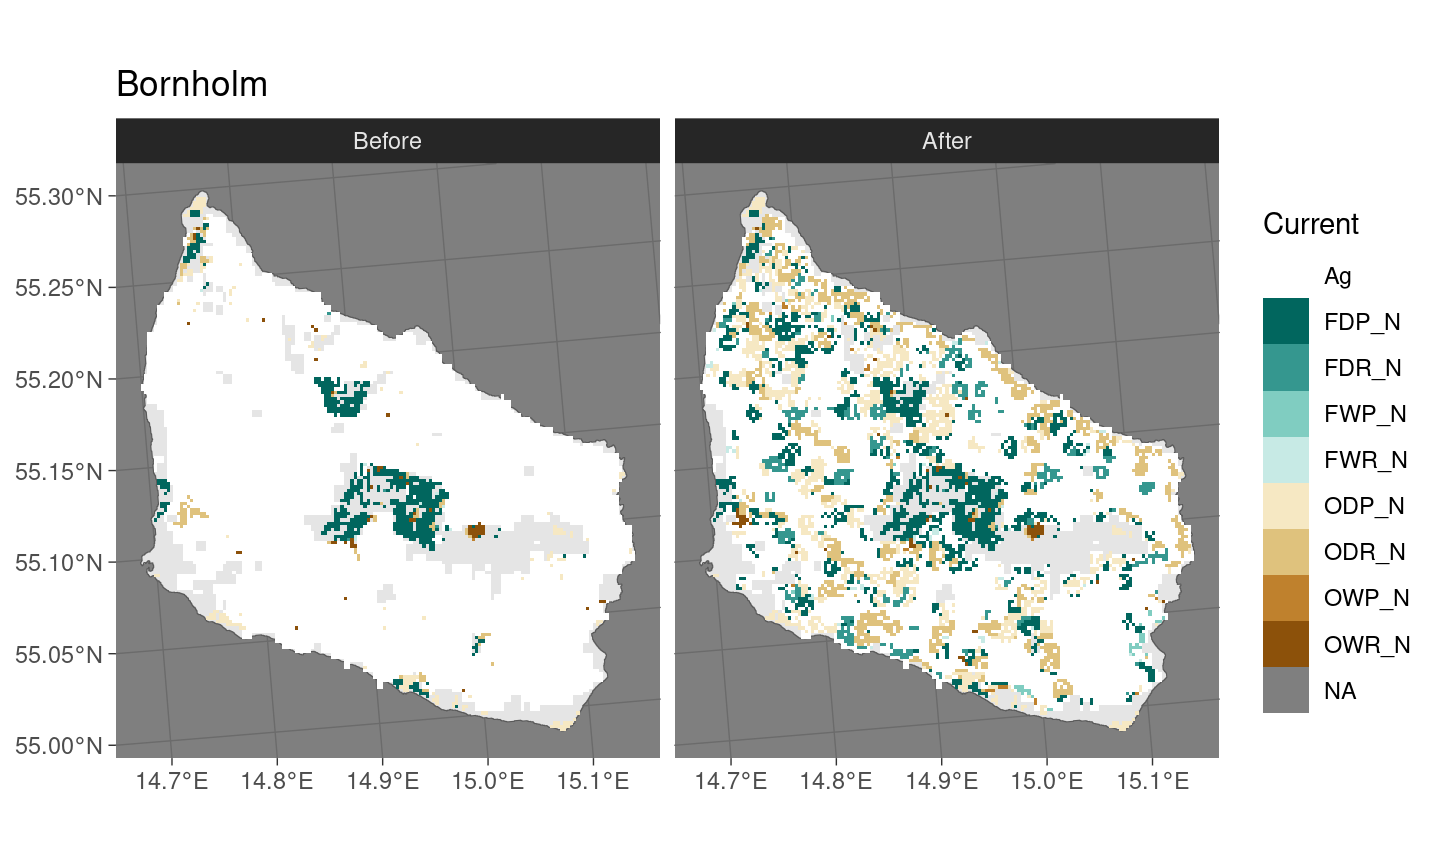 Bornholm
Before
After
55.30°N
55.25°N
55.20°N
55.15°N
55.10°N
55.05°N
55.00°N
14.7°E 14.8°E 14.9°E 15.0°E 15.1°E
14.7°E 14.8°E 14.9°E 15.0°E 15.1°E
Current
Ag
FDP_N
FDR_N
FWP_N
FWR_N
ODP_N
ODR_N
OWP_N
OWR_N
NA